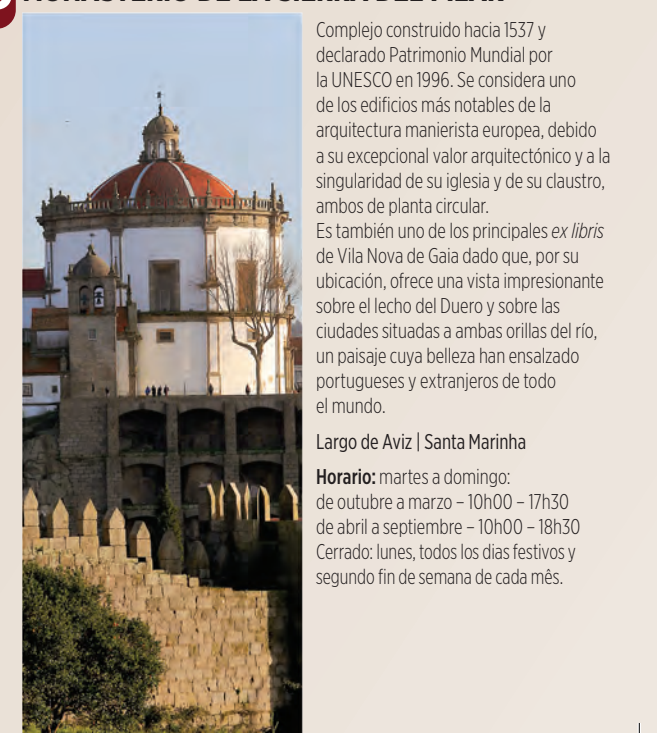 MONASTERIO DE LA SIERRA DEL PILAR
Complejo construido hacia 1537 y
declarado Patrimonio Mundial por
la UNESCO en 1996. Se considera uno
de los edificios más notables de la
arquitectura manierista europea, debido
a su excepcional valor arquitectónico y a la
singularidad de su iglesia y de su claustro,
ambos de planta circular.
Es también uno de los principales ex libris
de Vila Nova de Gaia dado que, por su
ubicación, ofrece una vista impresionante
sobre el lecho del Duero y sobre las
ciudades situadas a ambas orillas del río,
un paisaje cuya belleza han ensalzado
portugueses y extranjeros de todo
el mundo.
Largo de Aviz | Santa Marinha
Horario: martes a domingo:
de outubre a marzo – 10h00 – 17h30
de abril a septiembre – 10h00 – 18h30
Cerrado: lunes, todos los dias festivos y
segundo fin de semana de cada mês.